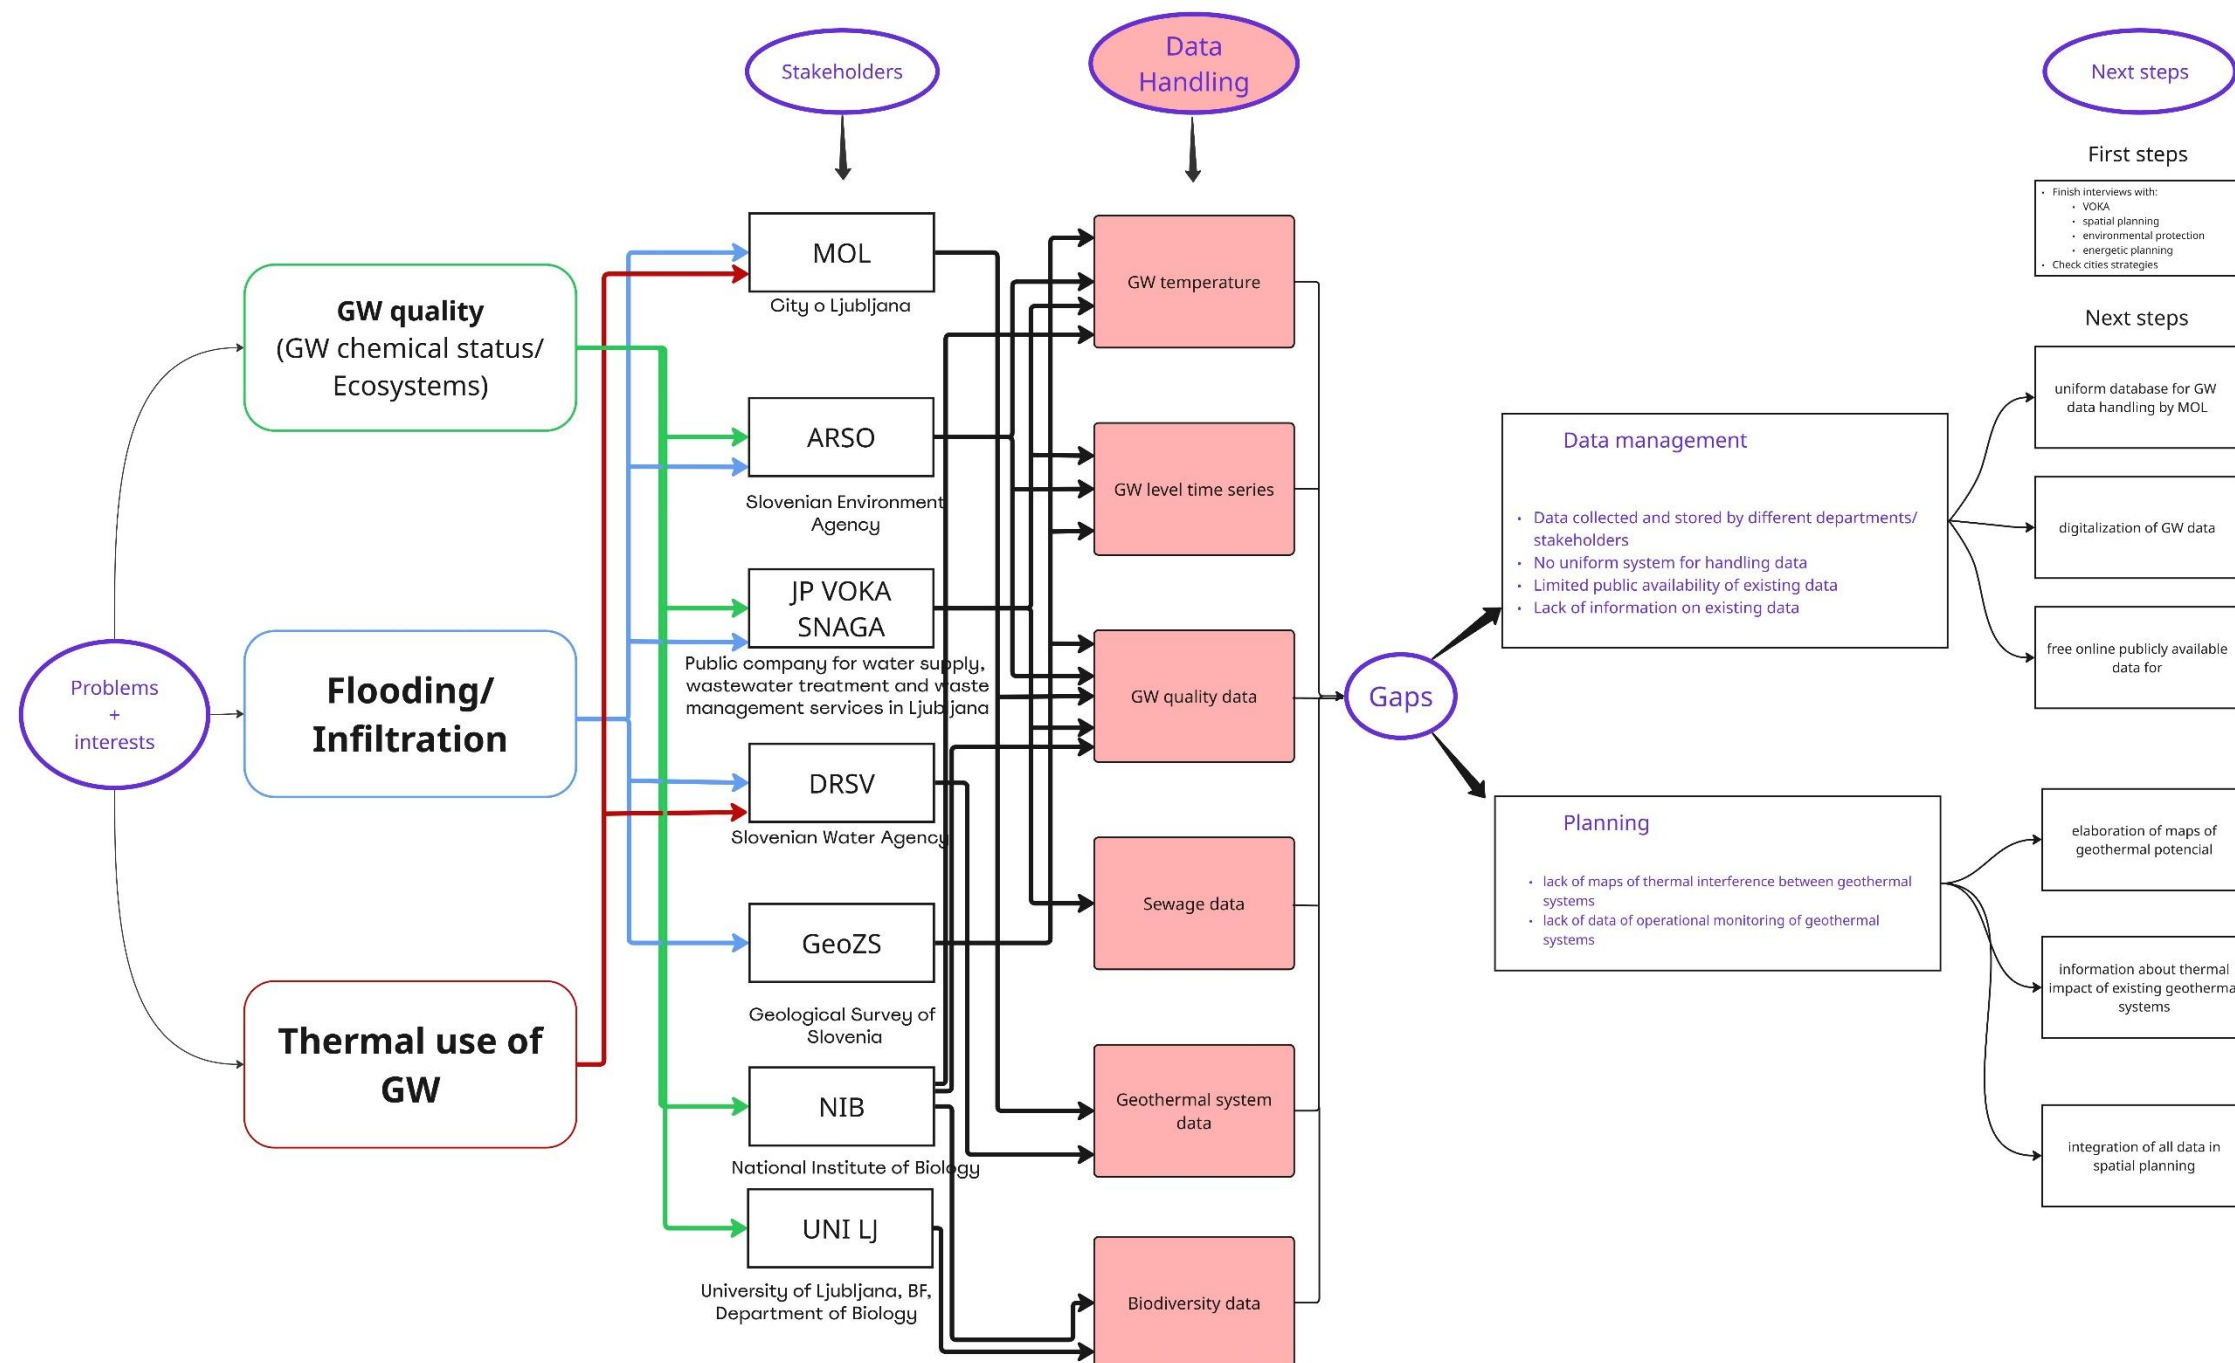 Stakeholders
Data
Handling
Next steps
First steps
• Finish interviews with:
• VOKA
• spatial planning
• environmental protection
• energetic planning
• Check cities strategies
Next steps
Problems
+
interests
GW quality
(GW chemical status/
Ecosystems)
Flooding/
Infiltration
Thermal use of
GW
MOL
City o Ljubljana
ARSO
Slovenian Environment
Agency
JP VOKA
SNAGA
Public company for water supply,
wastewater treatment and waste
management services in Ljubljana
DRSV
Slovenian Water Agency
GeoZS
Geological Survey of
Slovenia
NIB
National Institute of Biology
UNI LJ
University of Ljubljana, BF,
Department of Biology
GW temperature
GW level time series
GW quality data
Sewage data
Geothermal system
data
Biodiversity data
Gaps
Data management
• Data collected and stored by different departments/
stakeholders
• No uniform system for handling data
• Limited public availability of existing data
• Lack of information on existing data
Planning
• lack of maps of thermal interference between geothermal
systems
• lack of data of operational monitoring of geothermal
systems
uniform database for GW
data handling by MOL
digitalization of GW data
free online publicly available
data for
elaboration of maps of
geothermal potencial
information about thermal
impact of existing geotherma
systems
integration of all data in
spatial planning